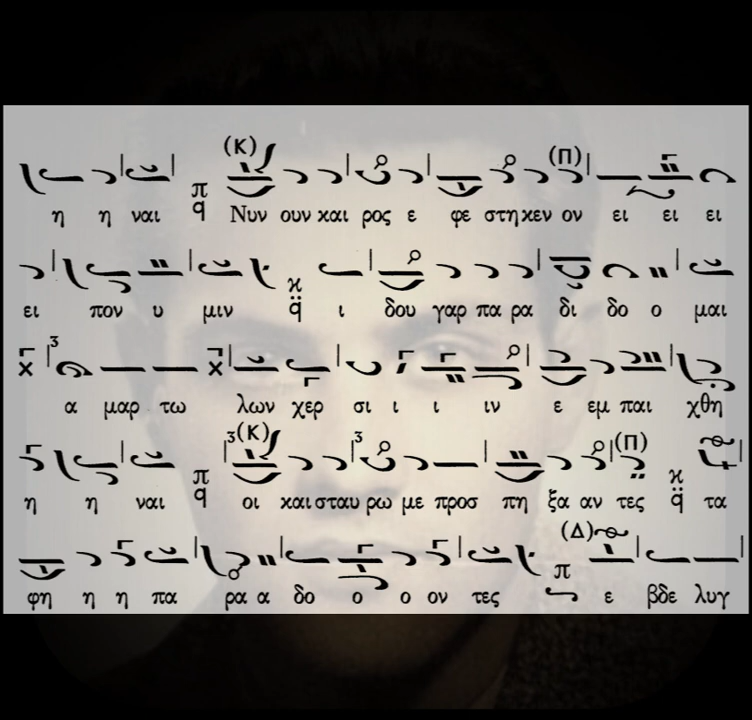 (Κ) (Π)
η η ναι π q Νυν ουν και ρος ε φε στη κεν ον ει ει ει
ει πον υ μιν ϰ q̈ ι δου γαρ πα ρα δι δο ο μαι
α μαρ τω λων χερ σι ι ι ιν ε εμ παι χθη
(Κ) (Π)
η η ναι π q οι και σταυ ρω με προσ πη ξα αν τες ϰ q̈ τα
(Δ)
φη η η πα ρα α δο ο ο ον τες π ε βδε λυγ